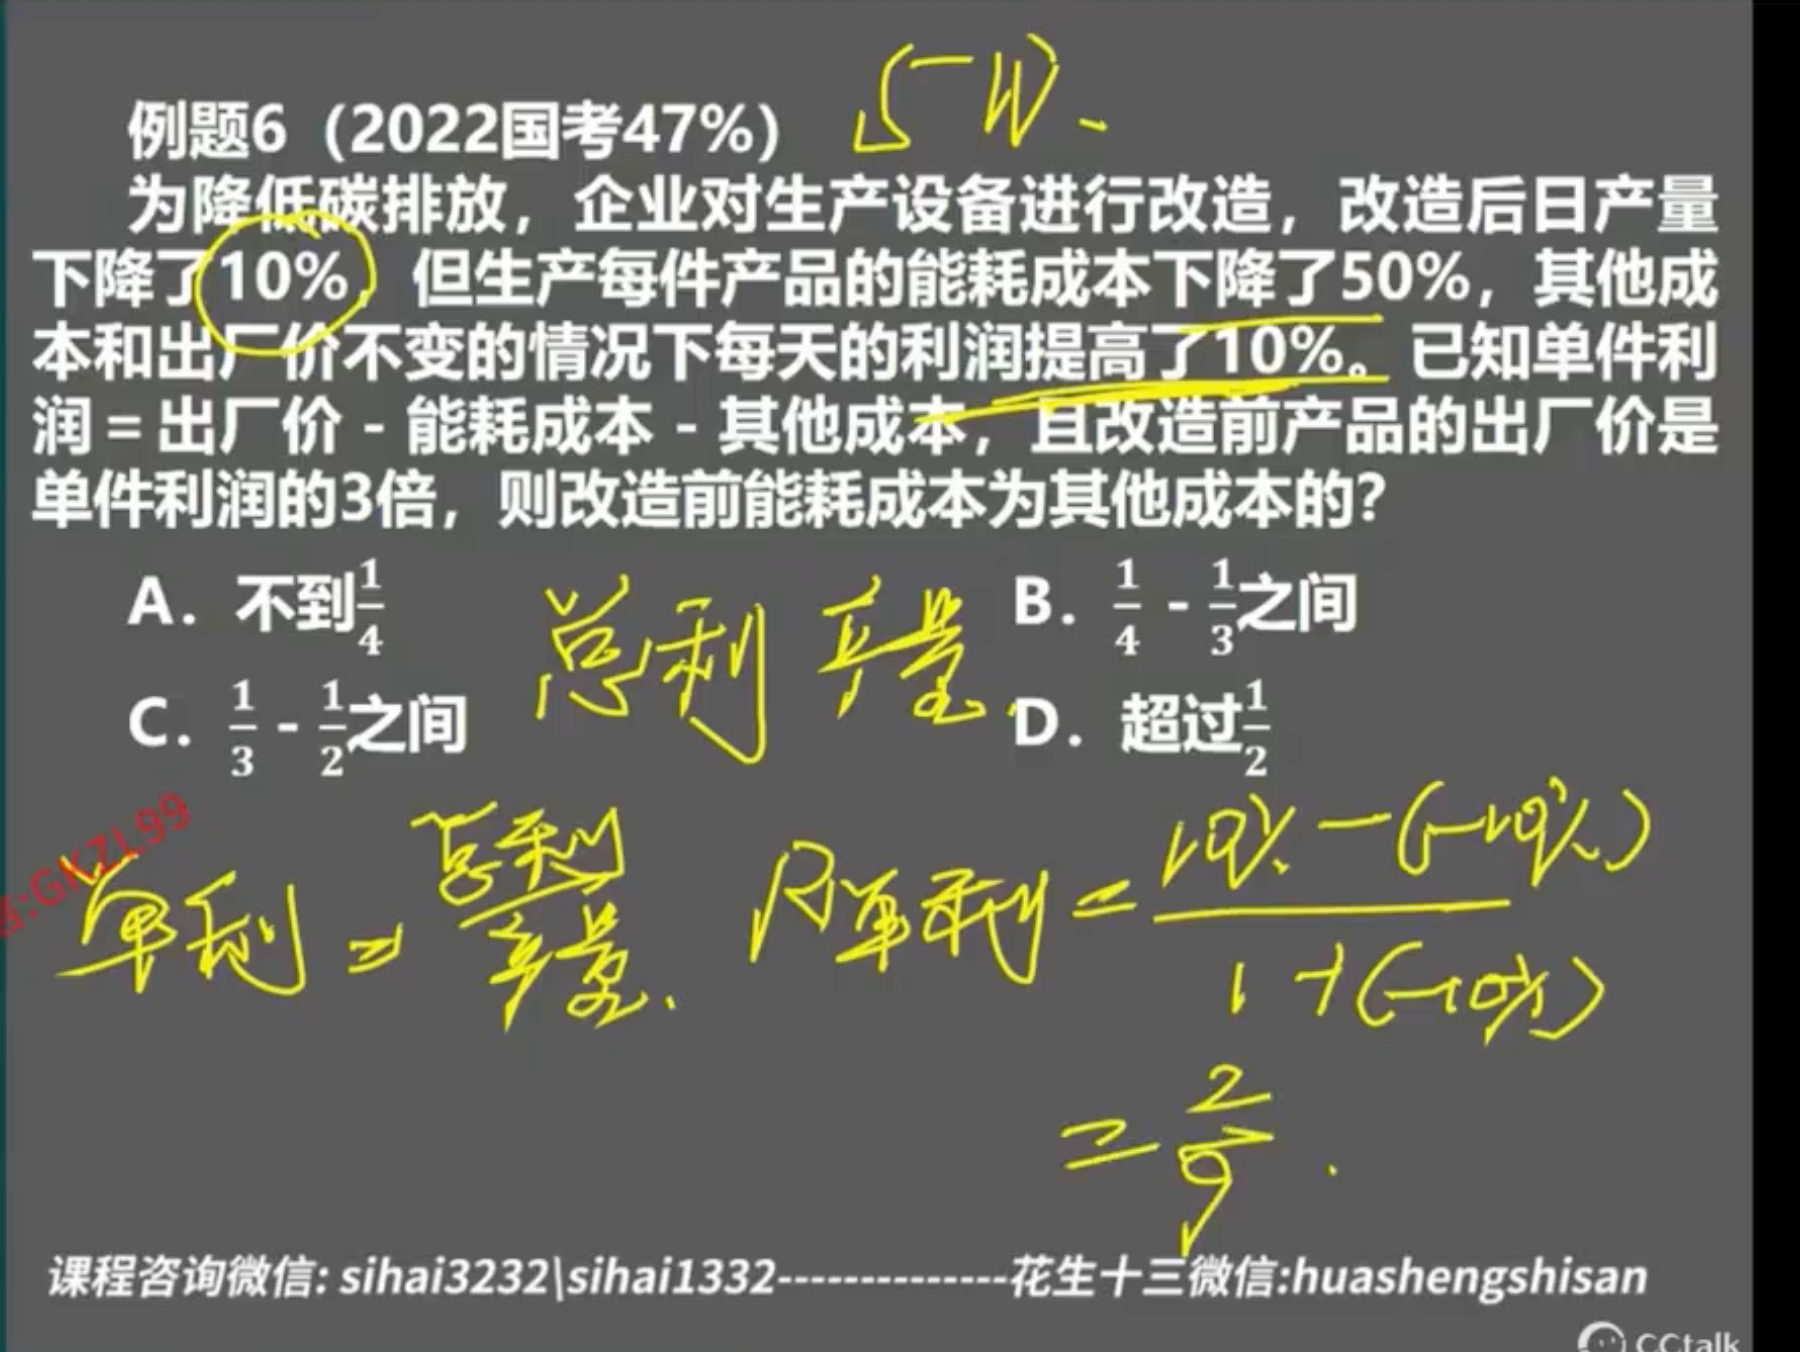 例题6（2022国考47%）
为降低碳排放，企业对生产设备进行改造，改造后日产量
下降了10%，但生产每件产品的能耗成本下降了50%，其他成
本和出厂价不变的情况下每天的利润提高了10%。已知单件利
润＝出厂价－能耗成本－其他成本，且改造前产品的出厂价是
单件利润的3倍，则改造前能耗成本为其他成本的？
A．不到1/4
总利 产量
B．1/4－1/3之间
C．1/3－1/2之间
D．超过1/2
:GKZL99
单利＝总利/产量
R单利＝10%－(－10%)/1+(－10%)
＝2/9
课程咨询微信: sihai3232\sihai1332--------------花生十三微信:huashengshisan
CCtalk